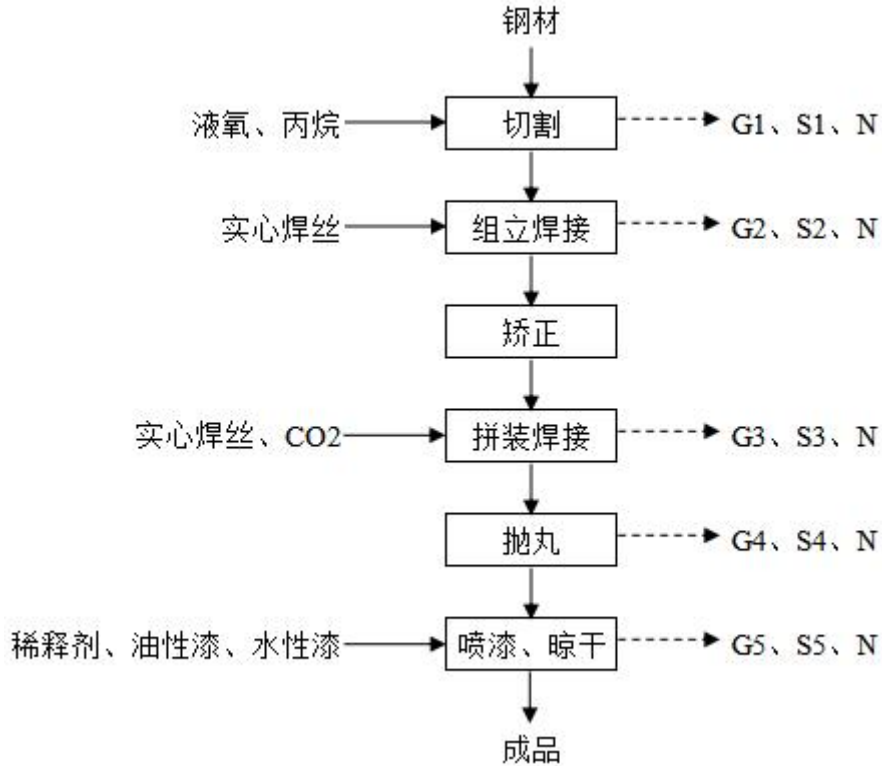 钢材
液氧、丙烷 切割 G1、S1、N
实心焊丝 组立焊接 G2、S2、N
矫正
实心焊丝、CO2 拼装焊接 G3、S3、N
抛丸 G4、S4、N
稀释剂、油性漆、水性漆 喷漆、晾干 G5、S5、N
成品